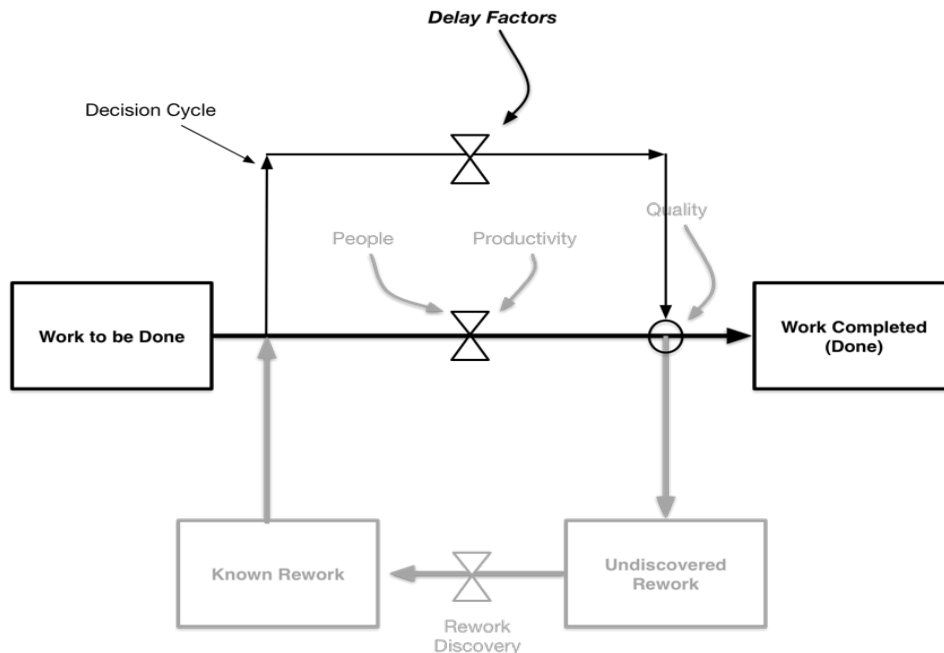 Delay Factors
Decision Cycle
Quality
People
Productivity
Work to be Done
Work Completed
(Done)
Known Rework
Undiscovered
Rework
Rework
Discovery